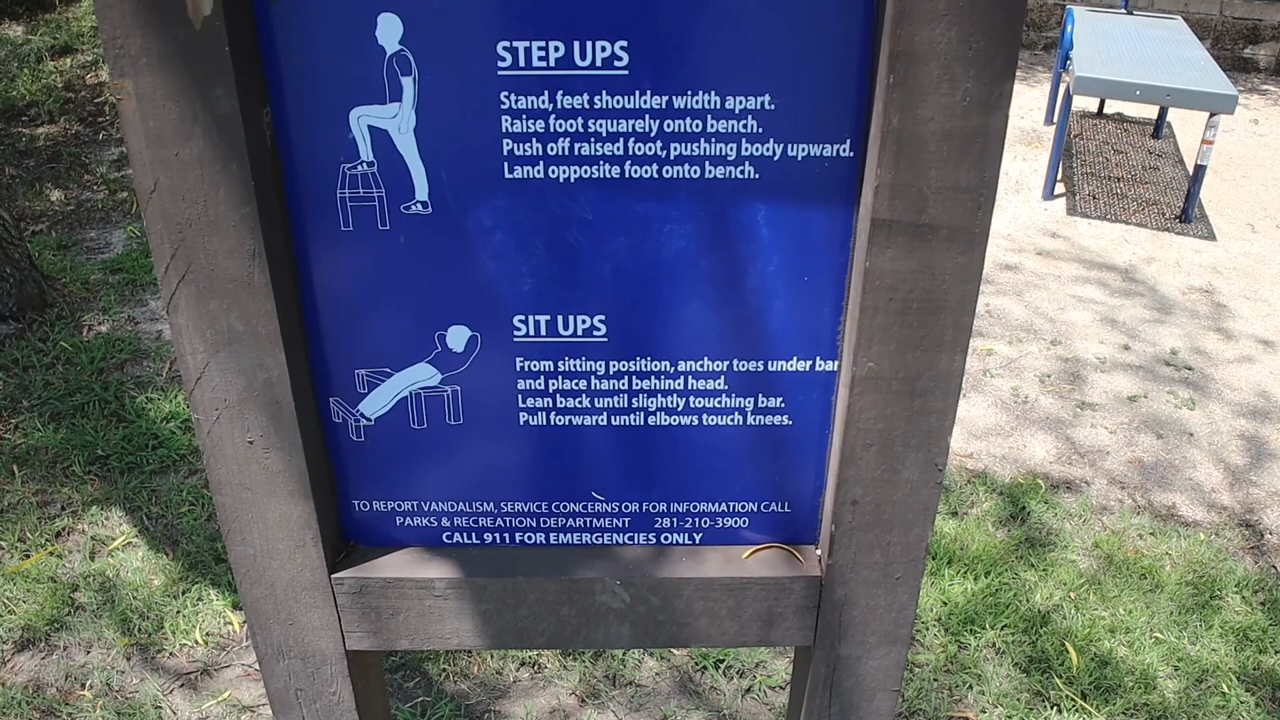 STEP UPS
Stand, feet shoulder width apart.
Raise foot squarely onto bench.
Push off raised foot, pushing body upward.
Land opposite foot onto bench.
SIT UPS
From sitting position, anchor toes under bar
and place hand behind head.
Lean back until slightly touching bar.
Pull forward until elbows touch knees.
TO REPORT VANDALISM, SERVICE CONCERNS OR FOR INFORMATION CALL
PARKS & RECREATION DEPARTMENT 281-210-3900
CALL 911 FOR EMERGENCIES ONLY